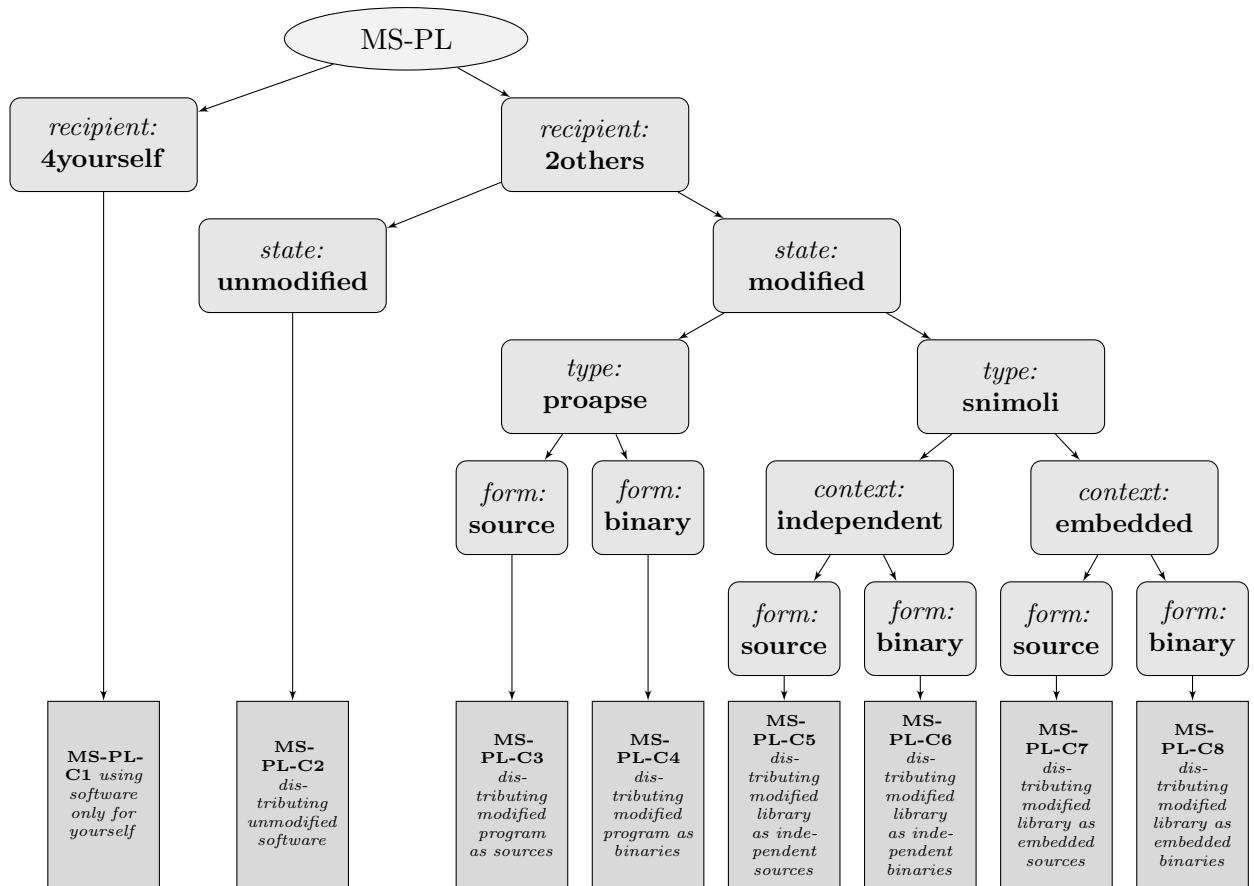 MS-PL
recipient:
4yourself
recipient:
2others
state:
unmodified
state:
modified
type:
proapse
type:
snimoli
form:
source
form:
binary
context:
independent
context:
embedded
form:
source
form:
binary
form:
source
form:
binary
MS-PL-
C1 using
software
only for
yourself
MS-
PL-C2
dis-
tributing
unmodified
software
MS-
PL-C3
dis-
tributing
modified
program
as sources
MS-
PL-C4
dis-
tributing
modified
program as
binaries
MS-
PL-C5
dis-
tributing
modified
library
as inde-
pendent
sources
MS-
PL-C6
dis-
tributing
modified
library
as inde-
pendent
binaries
MS-
PL-C7
dis-
tributing
modified
library as
embedded
sources
MS-
PL-C8
dis-
tributing
modified
library as
embedded
binaries